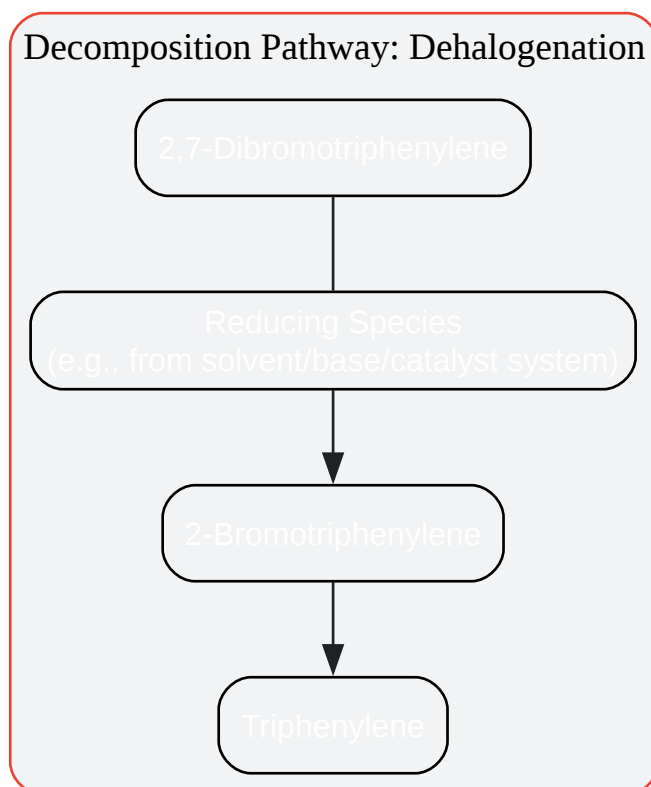 Decomposition Pathway: Dehalogenation
2,7-Dibromotriphenylene
Reducing Species
(e.g., from solvent/base/catalyst system)
2-Bromotriphenylene
Triphenylene